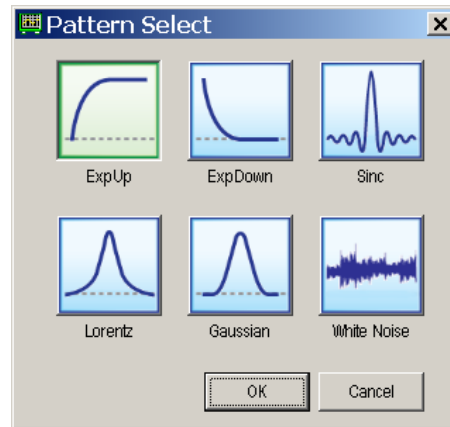 Pattern Select
ExpUp ExpDown Sinc
Lorentz Gaussian White Noise
OK Cancel